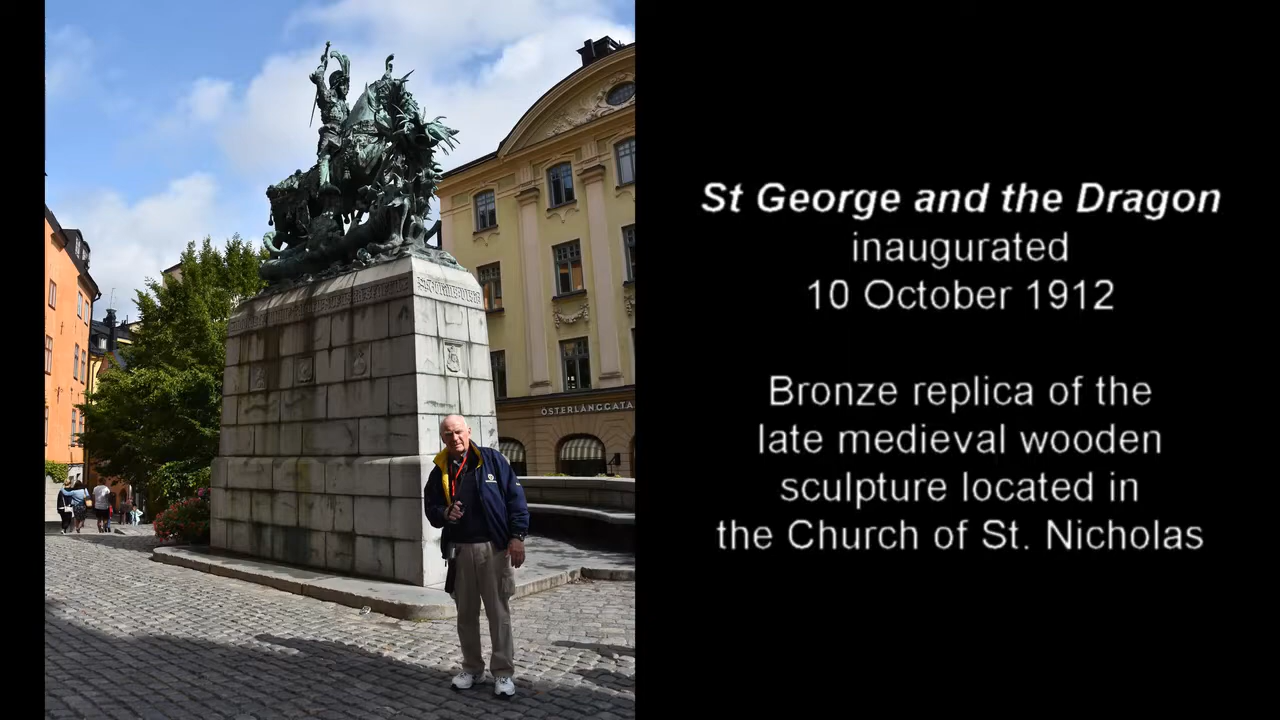 ÖSTERLÅNGGATA
St George and the Dragon
inaugurated
10 October 1912
Bronze replica of the
late medieval wooden
sculpture located in
the Church of St. Nicholas